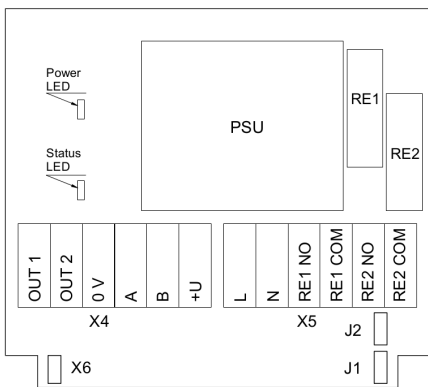 Power
LED
Status
LED
PSU
RE1
RE2
OUT 1
OUT 2
0 V
A
B
+U
L
N
RE1 NO
RE1 COM
RE2 NO
RE2 COM
X4
X5
J2
X6
J1